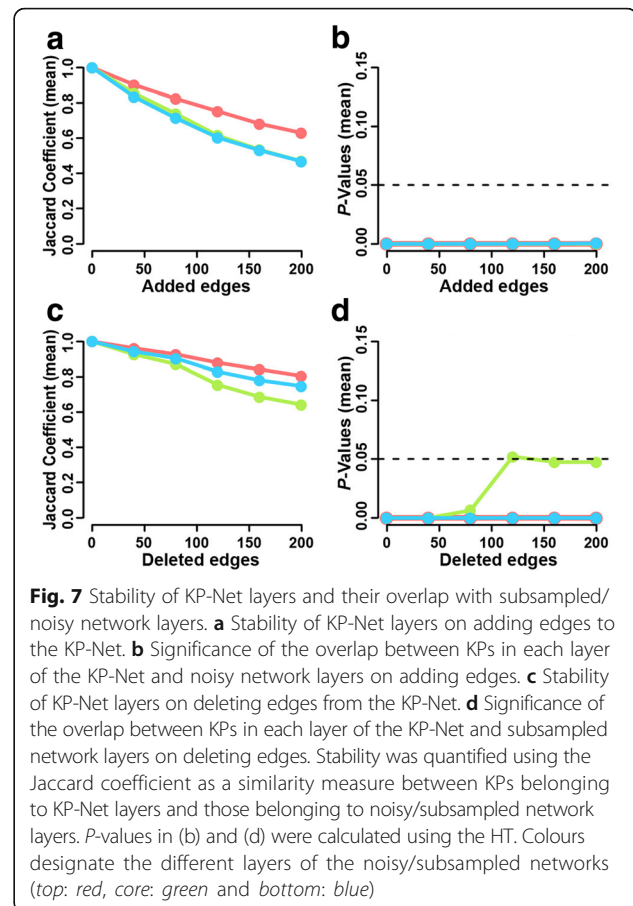 a
b
Jaccard Coefficient (mean)
0.0 0.2 0.4 0.6 0.8 1.0
0 50 100 150 200
Added edges
P-Values (mean)
0.00 0.05 0.10 0.15
0 50 100 150 200
Added edges
c
d
Jaccard Coefficient (mean)
0.0 0.2 0.4 0.6 0.8 1.0
0 50 100 150 200
Deleted edges
P-Values (mean)
0.00 0.05 0.10 0.15
0 50 100 150 200
Deleted edges
Fig. 7 Stability of KP-Net layers and their overlap with subsampled/
noisy network layers. a Stability of KP-Net layers on adding edges to
the KP-Net. b Significance of the overlap between KPs in each layer
of the KP-Net and noisy network layers on adding edges. c Stability
of KP-Net layers on deleting edges from the KP-Net. d Significance of
the overlap between KPs in each layer of the KP-Net and subsampled
network layers on deleting edges. Stability was quantified using the
Jaccard coefficient as a similarity measure between KPs belonging
to KP-Net layers and those belonging to noisy/subsampled network
layers. P-values in (b) and (d) were calculated using the HT. Colours
designate the different layers of the noisy/subsampled networks
(top: red, core: green and bottom: blue)